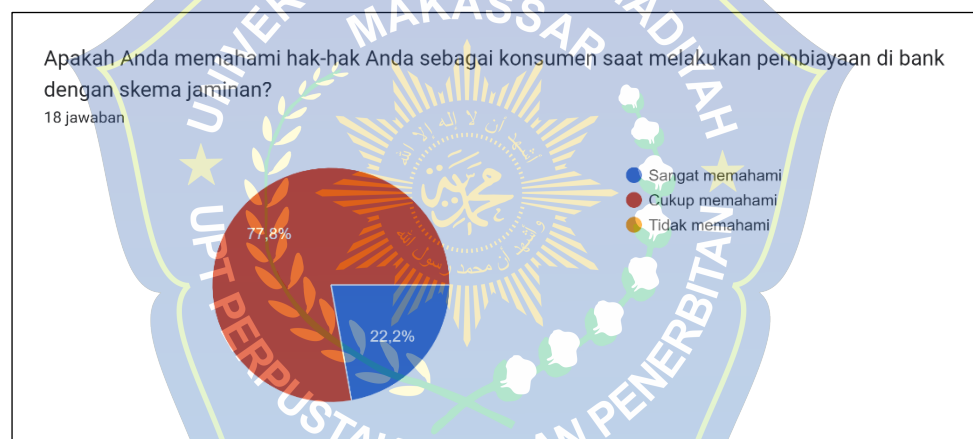 Apakah Anda memahami hak-hak Anda sebagai konsumen saat melakukan pembiayaan di bank
dengan skema jaminan?
18 jawaban
Sangat memahami
Cukup memahami
Tidak memahami
77,8%
22,2%
MAKASSAR
UPT